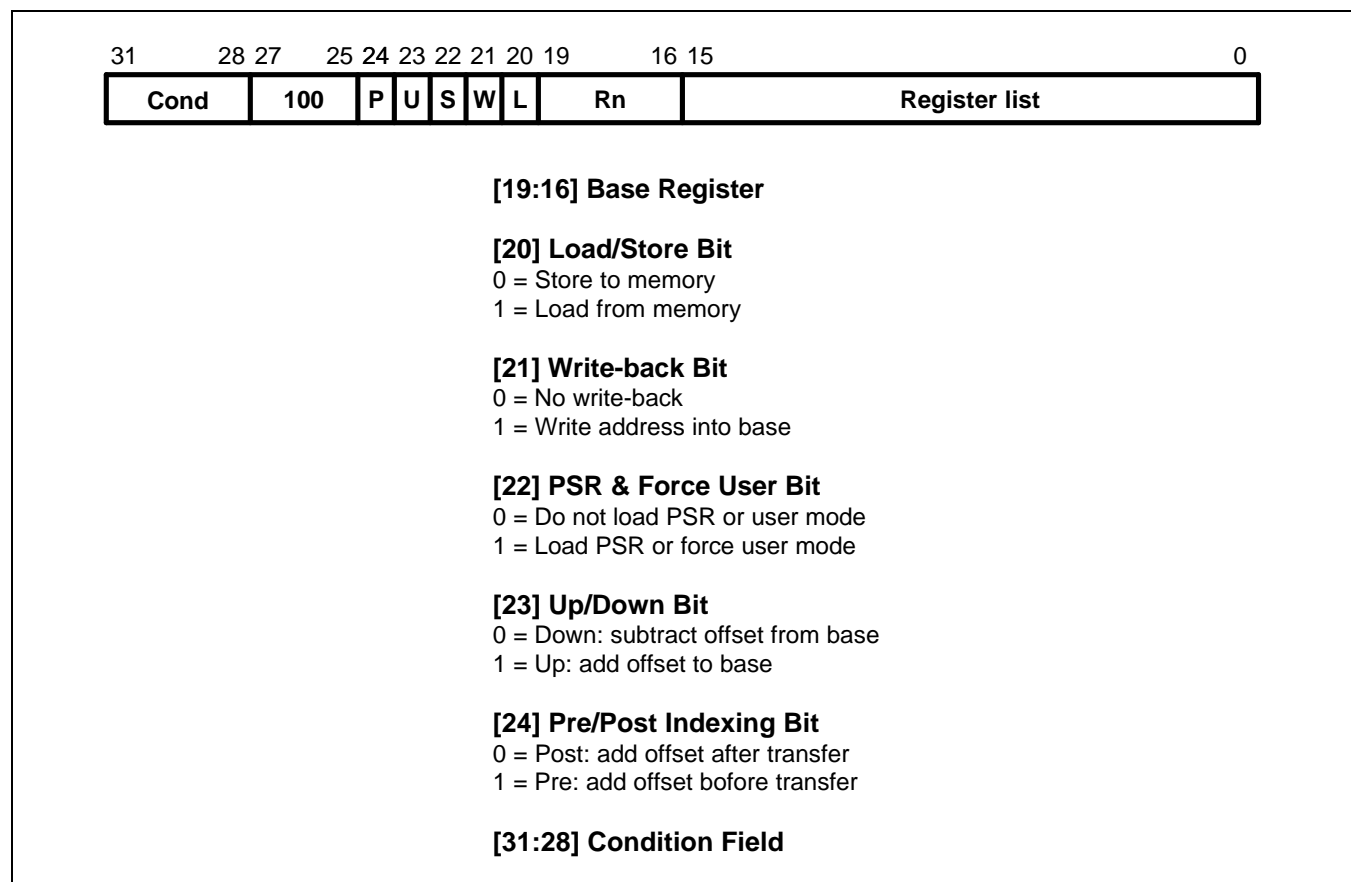 31 28 27 25 24 23 22 21 20 19 16 15 0
Cond 100 P U S W L Rn Register list
[19:16] Base Register
[20] Load/Store Bit
0 = Store to memory
1 = Load from memory
[21] Write-back Bit
0 = No write-back
1 = Write address into base
[22] PSR & Force User Bit
0 = Do not load PSR or user mode
1 = Load PSR or force user mode
[23] Up/Down Bit
0 = Down: subtract offset from base
1 = Up: add offset to base
[24] Pre/Post Indexing Bit
0 = Post: add offset after transfer
1 = Pre: add offset bofore transfer
[31:28] Condition Field